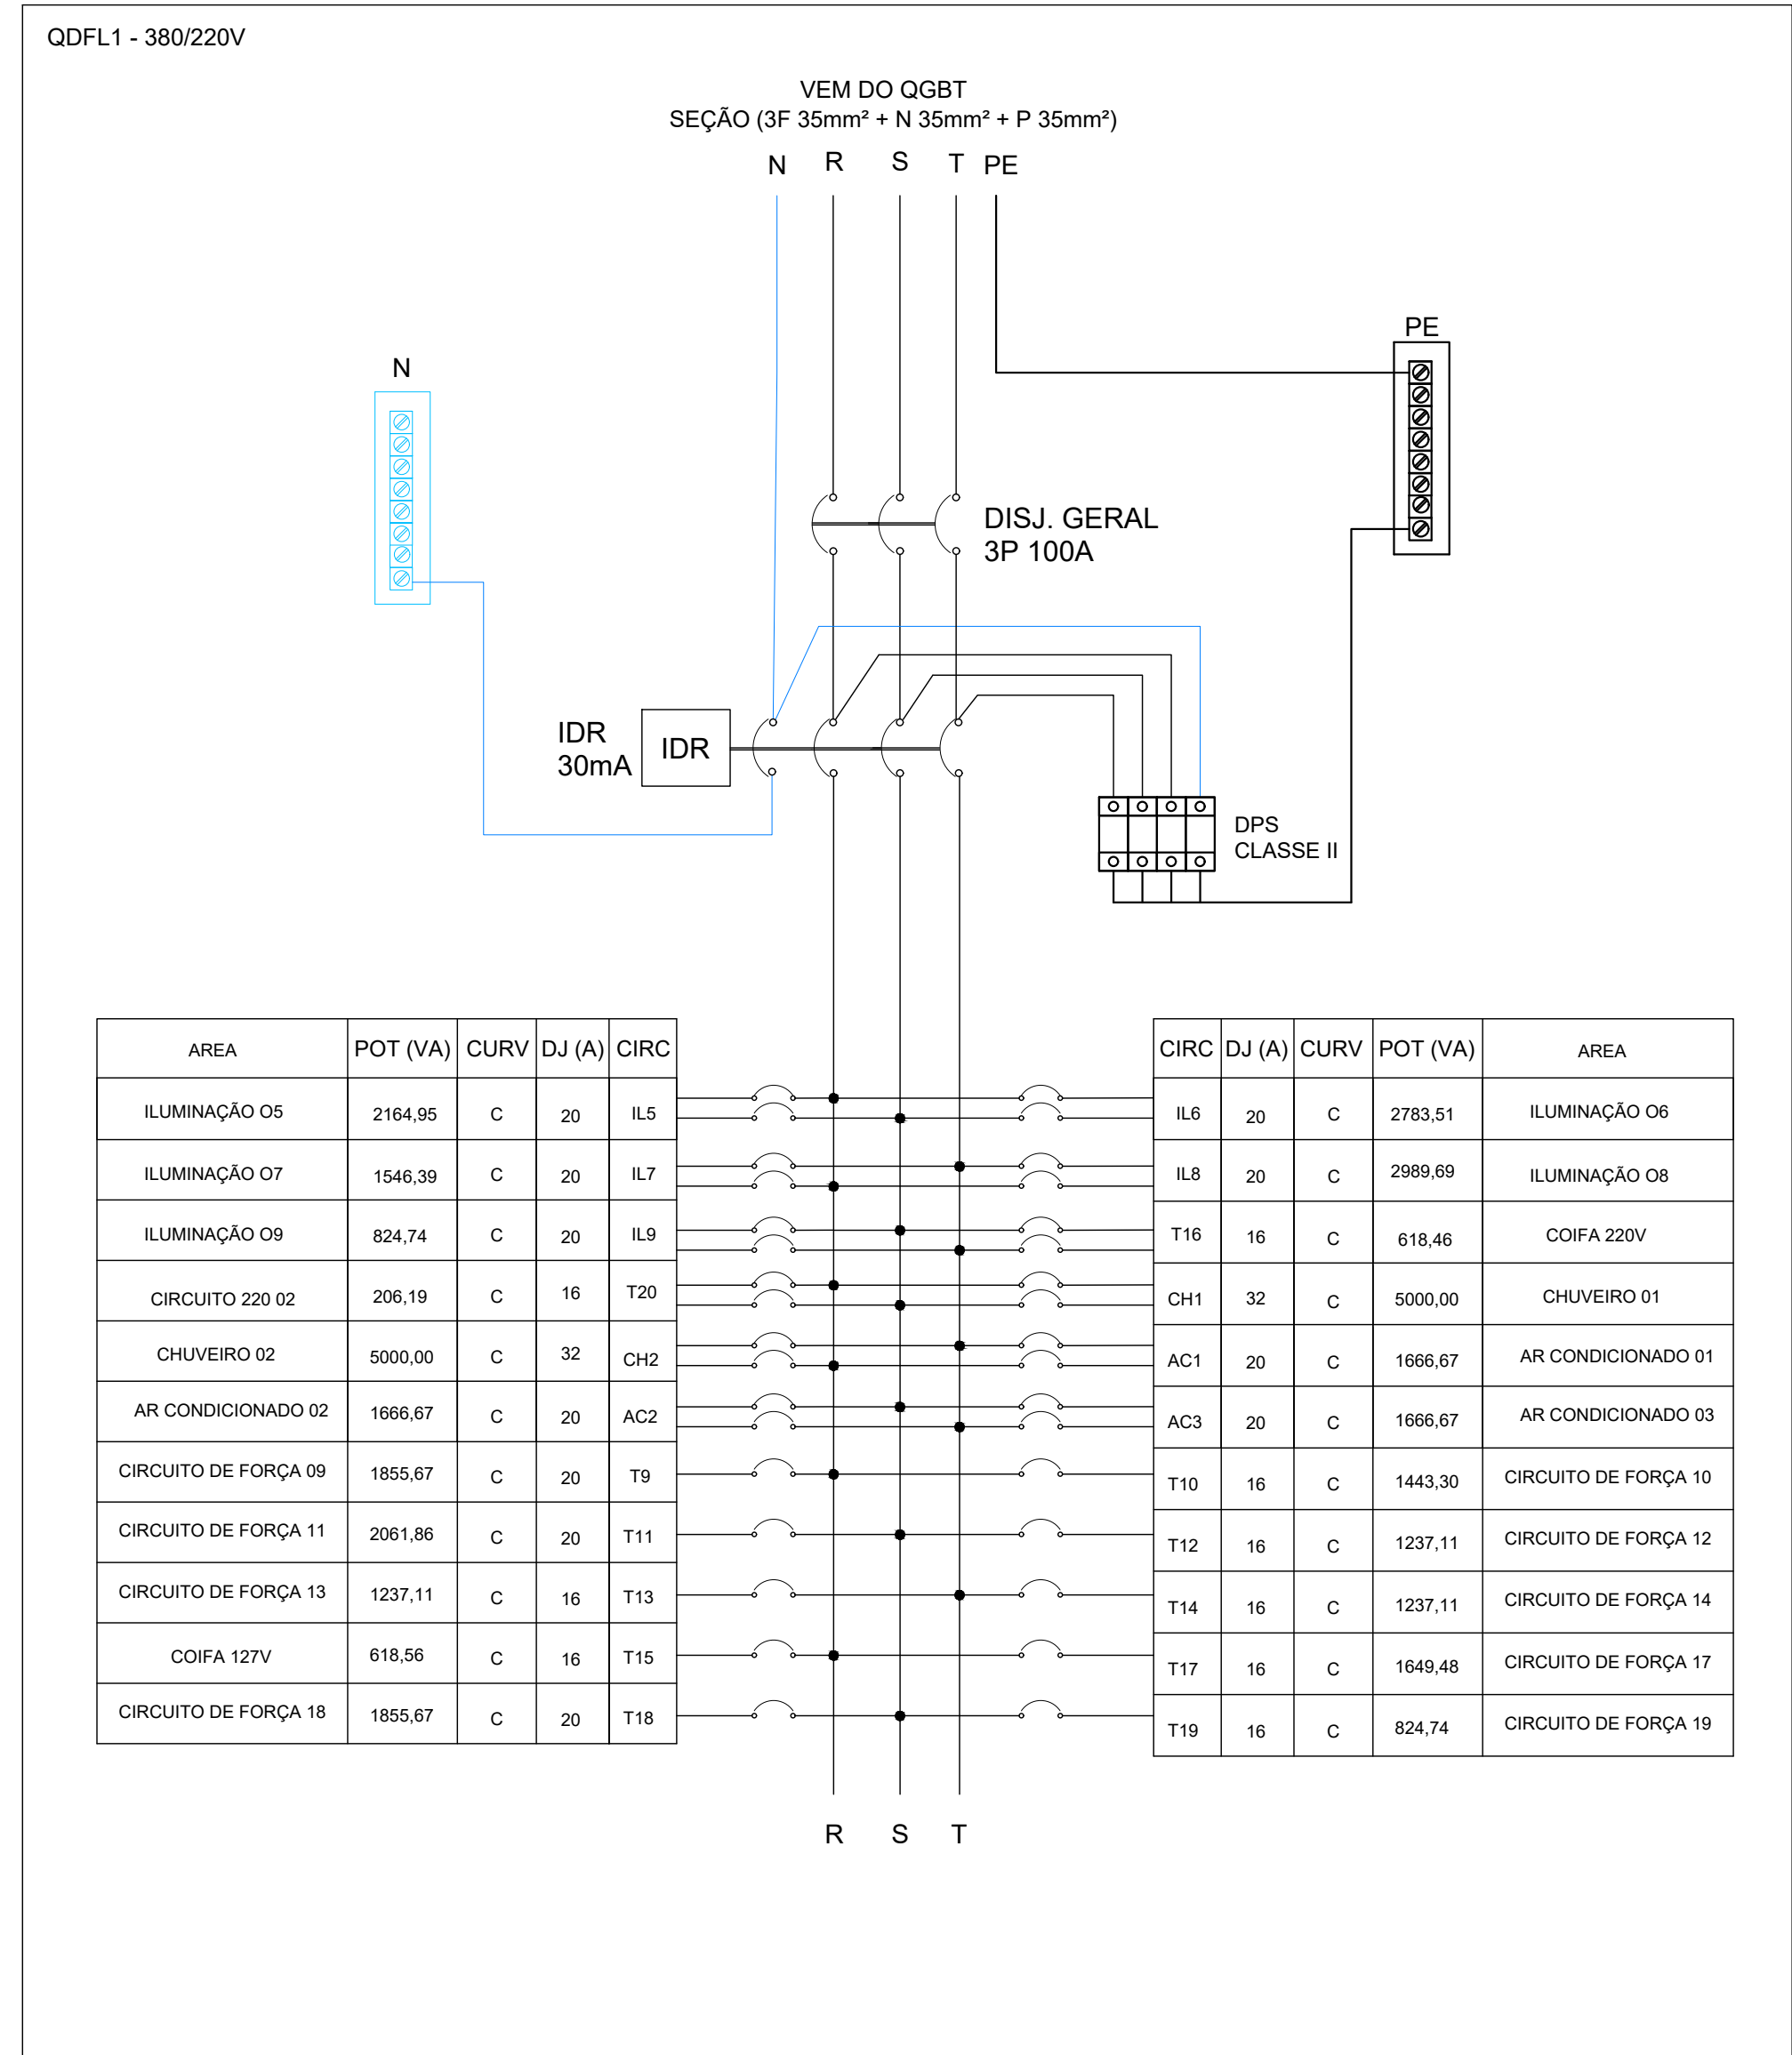 QDFL1 - 380/220V
VEM DO QGBT
SEÇÃO (3F 35mm² + N 35mm² + P 35mm²)
N R S T PE
PE
N
DISJ. GERAL
3P 100A
IDR
30mA
IDR
DPS
CLASSE II
AREA POT (VA) CURV DJ (A) CIRC CIRC DJ (A) CURV POT (VA) AREA
ILUMINAÇÃO O5 2164,95 C 20 IL5 IL6 20 C 2783,51 ILUMINAÇÃO O6
ILUMINAÇÃO O7 1546,39 C 20 IL7 IL8 20 C 2989,69 ILUMINAÇÃO O8
ILUMINAÇÃO O9 824,74 C 20 IL9 T16 16 C 618,46 COIFA 220V
CIRCUITO 220 02 206,19 C 16 T20 CH1 32 C 5000,00 CHUVEIRO 01
CHUVEIRO 02 5000,00 C 32 CH2 AC1 20 C 1666,67 AR CONDICIONADO 01
AR CONDICIONADO 02 1666,67 C 20 AC2 AC3 20 C 1666,67 AR CONDICIONADO 03
CIRCUITO DE FORÇA 09 1855,67 C 20 T9 T10 16 C 1443,30 CIRCUITO DE FORÇA 10
CIRCUITO DE FORÇA 11 2061,86 C 20 T11 T12 16 C 1237,11 CIRCUITO DE FORÇA 12
CIRCUITO DE FORÇA 13 1237,11 C 16 T13 T14 16 C 1237,11 CIRCUITO DE FORÇA 14
COIFA 127V 618,56 C 16 T15 T17 16 C 1649,48 CIRCUITO DE FORÇA 17
CIRCUITO DE FORÇA 18 1855,67 C 20 T18 T19 16 C 824,74 CIRCUITO DE FORÇA 19
R S T